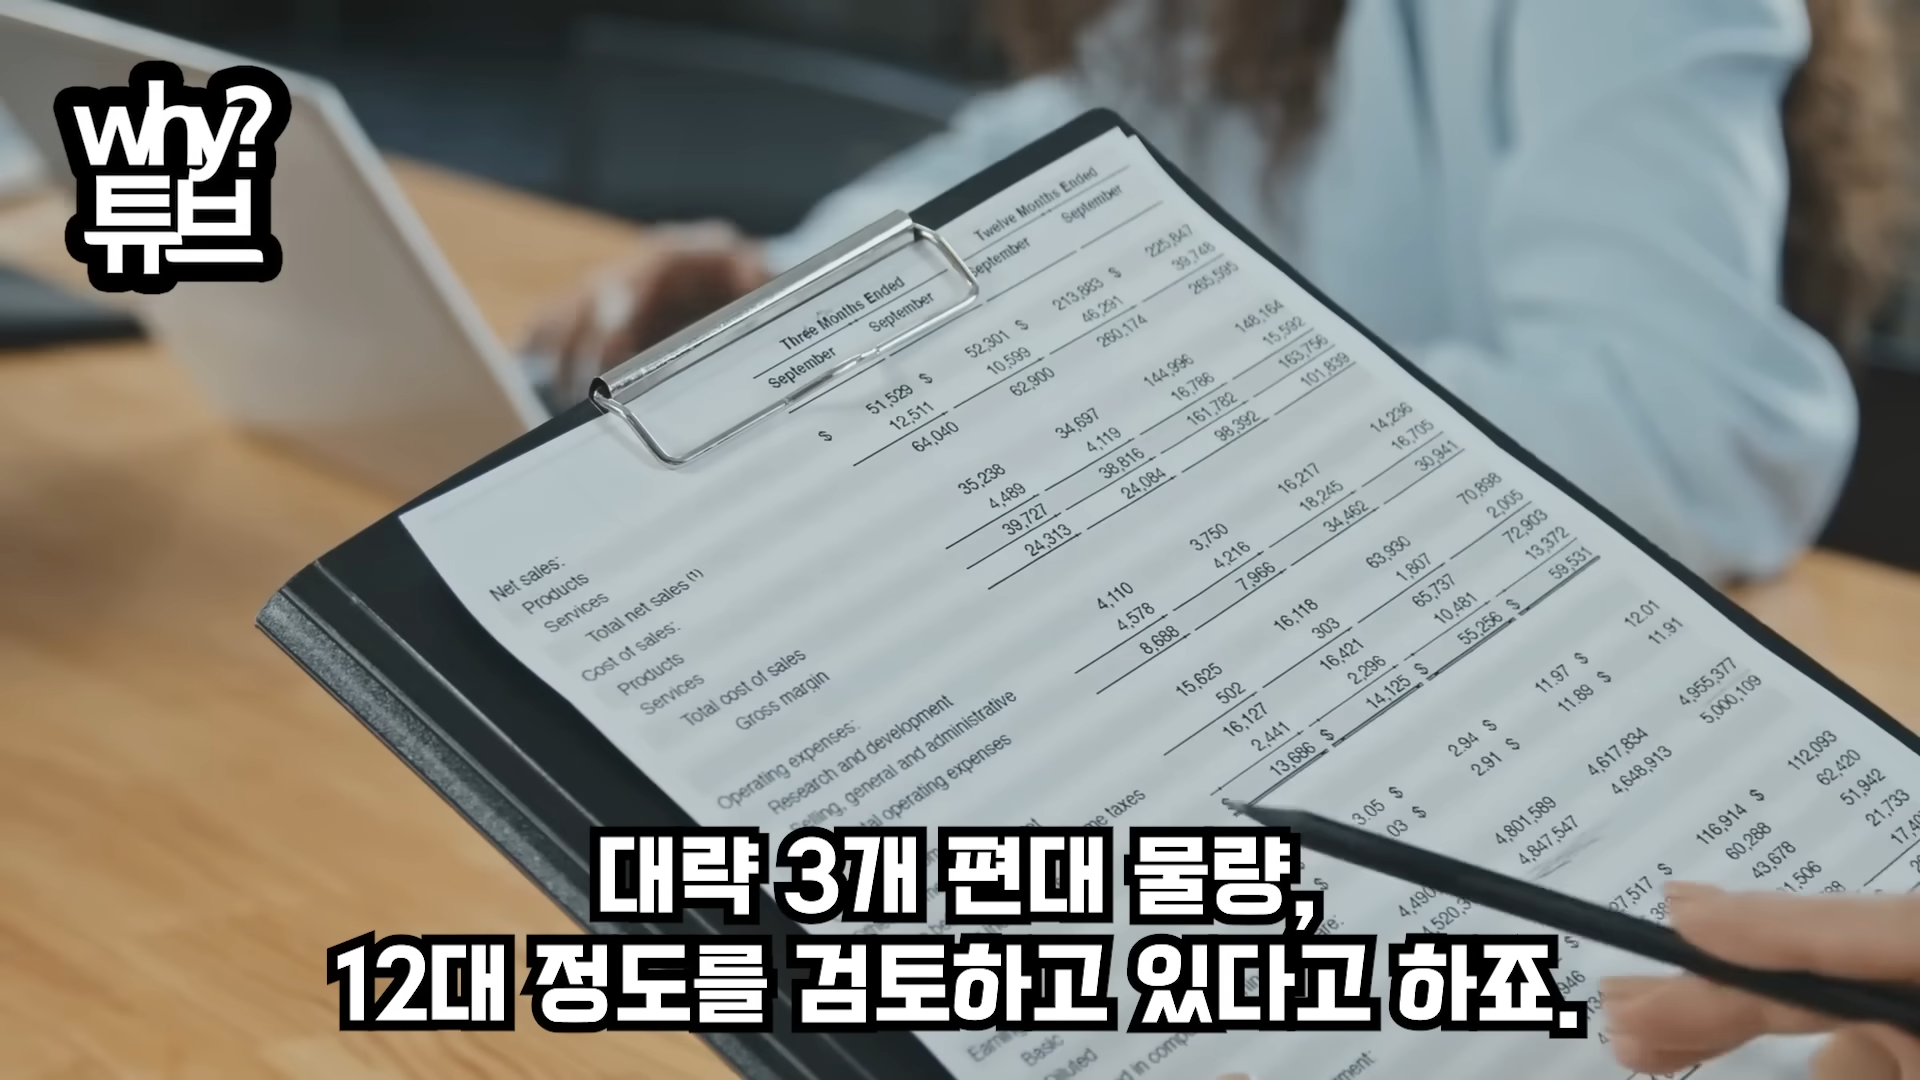 why?
튜브
Twelve Months Ended
September
September
Three Months Ended
September
September
Net sales:
Products
$ 51,529 $ 52,301 $ 213,883 $ 225,847
Services
12,511 10,599 46,291 39,748
Total net sales (1)
64,040 62,900 260,174 265,595
Cost of sales:
Products
35,238 34,697 144,996 148,164
Services
4,489 4,119 16,786 15,592
Total cost of sales
39,727 38,816 161,782 163,756
Gross margin
24,313 24,084 98,392 101,839
Operating expenses:
Research and development
4,110 3,750 16,217 14,236
Selling, general and administrative
4,578 4,216 18,245 16,705
operating expenses
8,688 7,966 34,462 30,941
15,625 16,118 63,930 70,898
502 303 1,807 2,005
taxes
16,127 16,421 65,737 72,903
2,441 2,296 10,481 13,372
$ 13,686 $ 14,125 $ 55,256 $ 59,531
3.05 $ 2.94 $ 11.97 $ 12.01
03 $ 2.91 $ 11.89 $ 11.91
4,801,589 4,617,834 4,955,377
4,847,547 4,648,913 5,000,109
$ 116,914 $ 112,093
60,288 62,420
43,678 51,942
21,733
Basic
Diluted
대략 3개 편대 물량,
12대 정도를 검토하고 있다고 하죠.